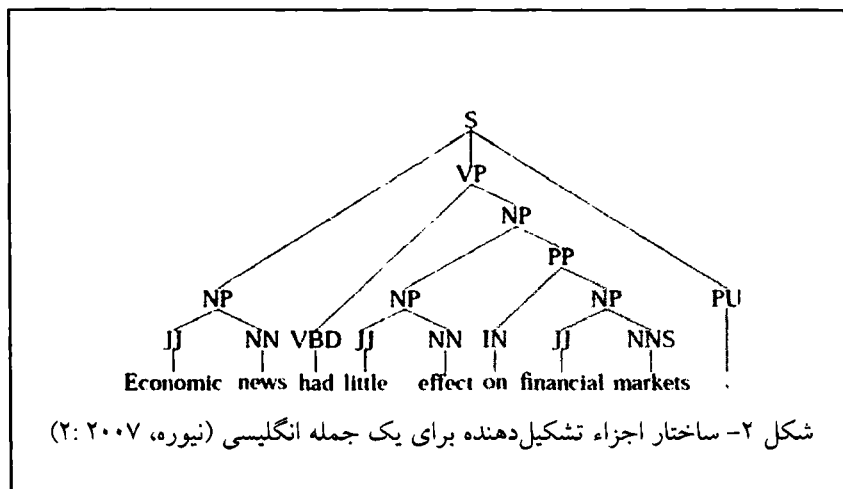 S
VP
NP
PP
NP NP NP PU
JJ NN VBD JJ NN IN JJ NNS
Economic news had little effect on financial markets .
شکل ۲- ساختار اجزاء تشکیل‌دهنده برای یک جمله انگلیسی (نیوره، ۲۰۰۷ :۲)